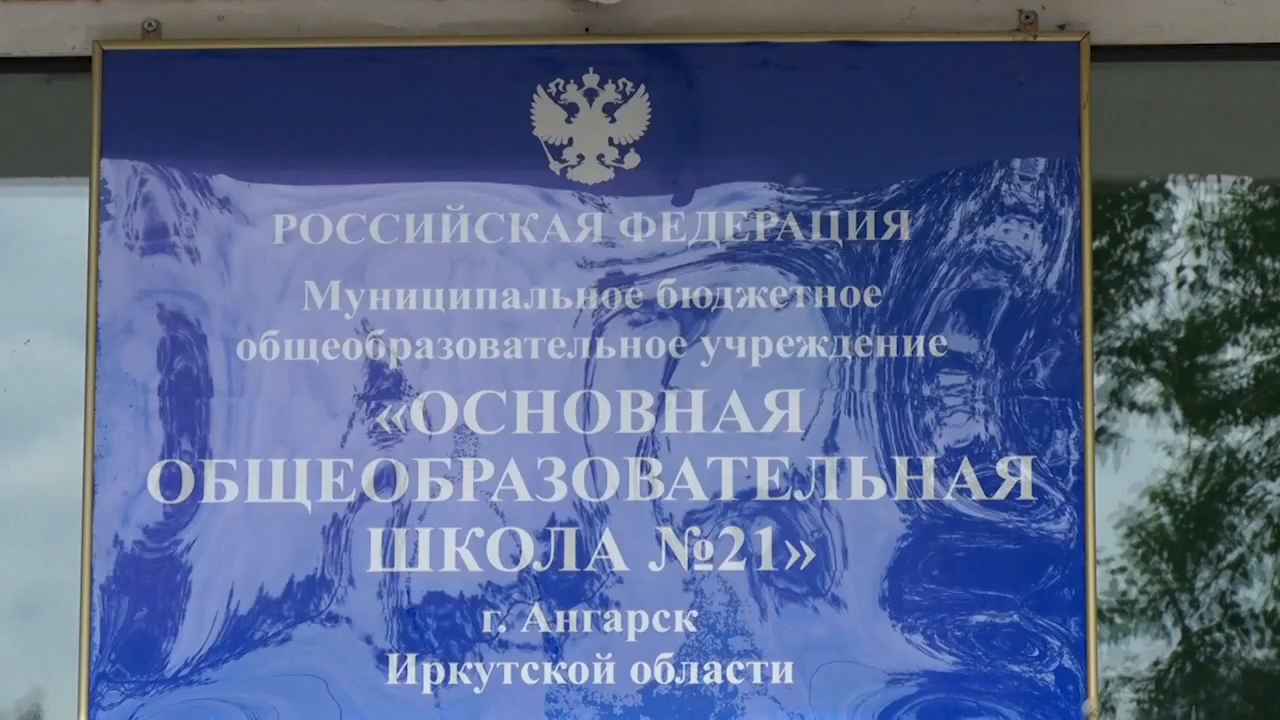 РОССИЙСКАЯ ФЕДЕРАЦИЯ
Муниципальное бюджетное
общеобразовательное учреждение
«ОСНОВНАЯ
ОБЩЕОБРАЗОВАТЕЛЬНАЯ
ШКОЛА №21»
г. Ангарск
Иркутской области